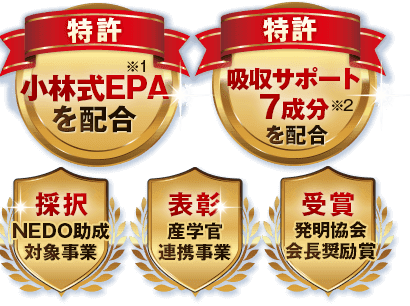 特許
小林式EPA※1
を配合
特許
吸収サポート
7成分※2
を配合
採択
NEDO助成
対象事業
表彰
産学官
連携事業
受賞
発明協会
会長奨励賞